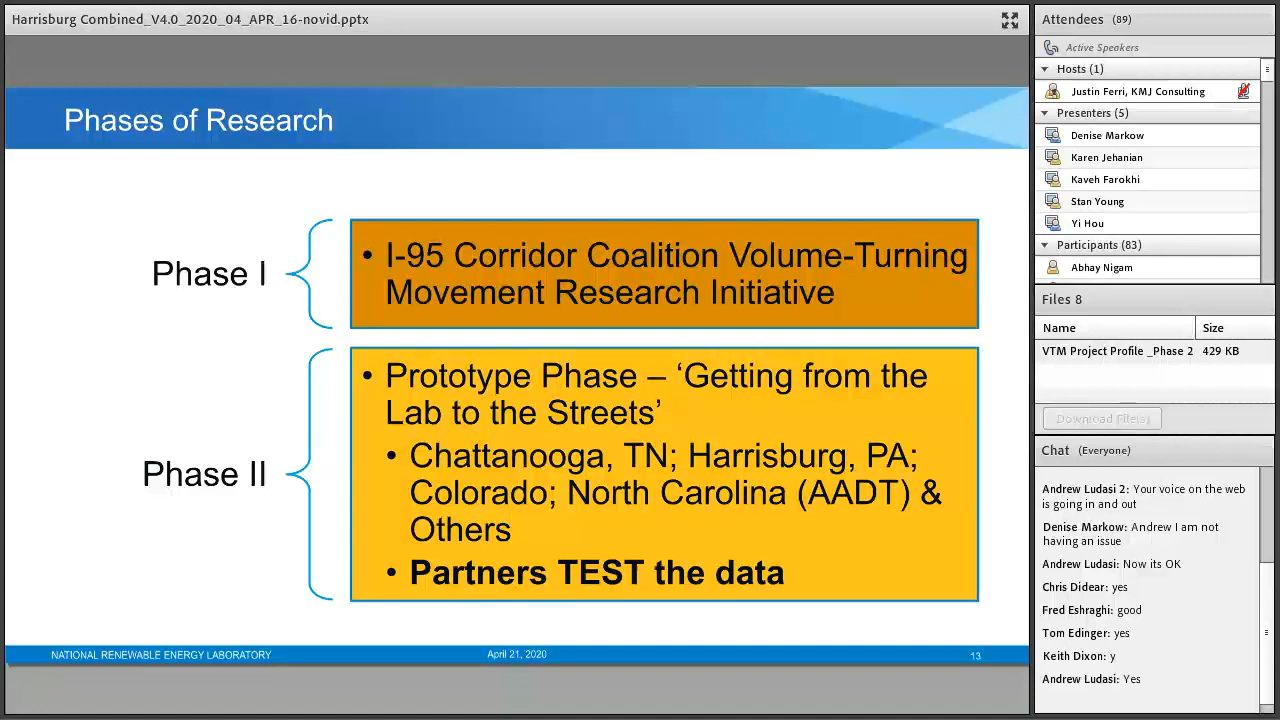 Harrisburg Combined_V4.0_2020_04_APR_16-novid.pptx
Phases of Research
Phase I
• I-95 Corridor Coalition Volume-Turning
Movement Research Initiative
Phase II
• Prototype Phase – ‘Getting from the
Lab to the Streets’
• Chattanooga, TN; Harrisburg, PA;
Colorado; North Carolina (AADT) &
Others
• Partners TEST the data
NATIONAL RENEWABLE ENERGY LABORATORY
April 21, 2020
13
Attendees (89)
Active Speakers
Hosts (1)
Justin Ferri, KMJ Consulting
Presenters (5)
Denise Markow
Karen Jehanian
Kaveh Farokhi
Stan Young
Yi Hou
Participants (83)
Abhay Nigam
Files 8
Name Size
VTM Project Profile _Phase 2 429 KB
Download File(s)
Chat (Everyone)
Andrew Ludasi 2: Your voice on the web
is going in and out
Denise Markow: Andrew I am not
having an issue
Andrew Ludasi: Now its OK
Chris Didear: yes
Fred Eshraghi: good
Tom Edinger: yes
Keith Dixon: y
Andrew Ludasi: Yes